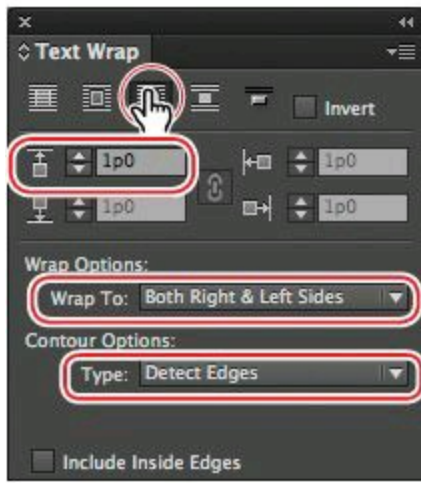 Text Wrap
Invert
1p0 1p0
1p0 1p0
Wrap Options:
Wrap To: Both Right & Left Sides
Contour Options:
Type: Detect Edges
Include Inside Edges